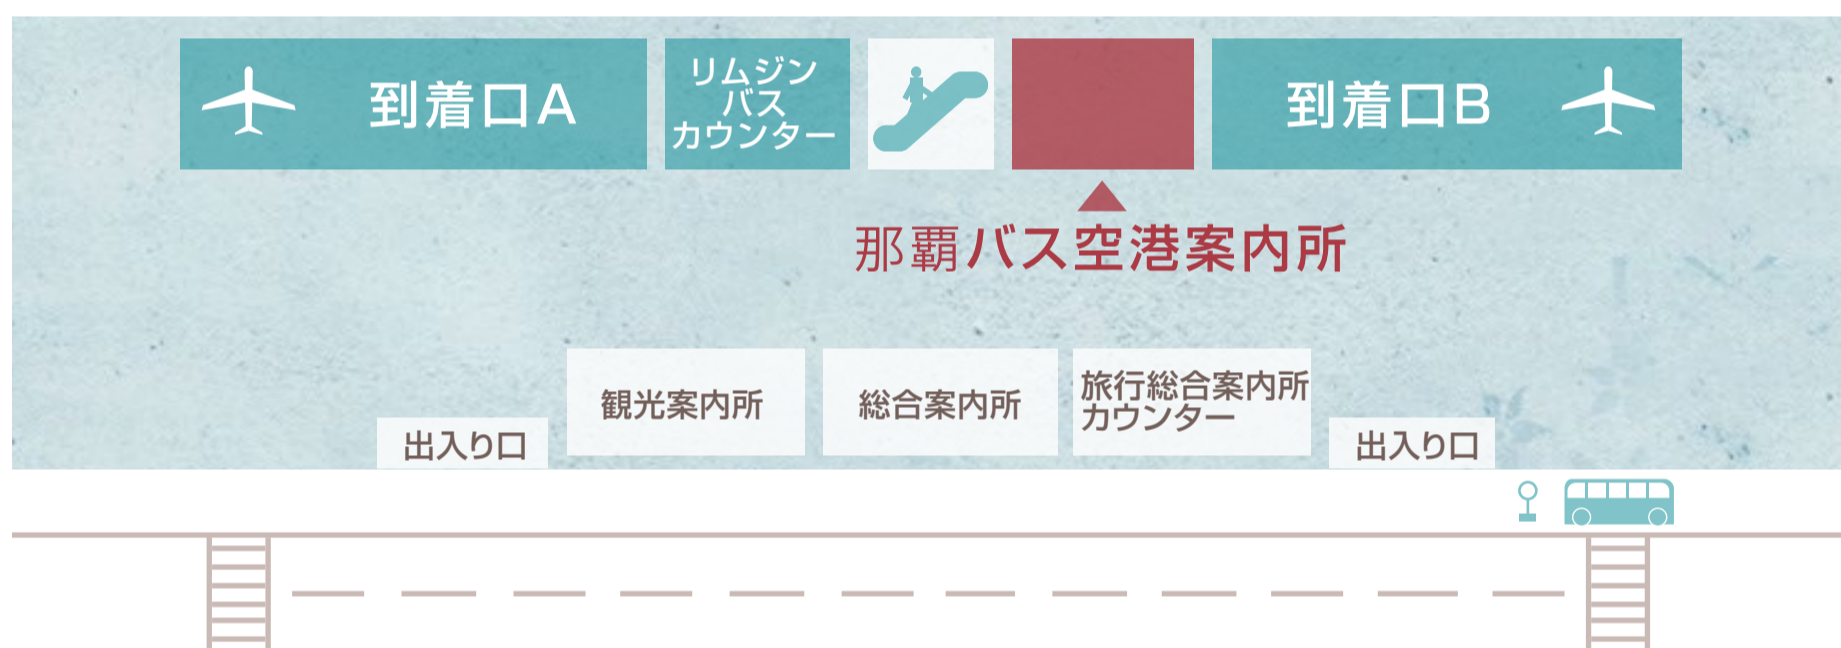 到着口A
リムジン
バス
カウンター
到着口B
那覇バス空港案内所
観光案内所
総合案内所
旅行総合案内所
カウンター
出入り口
出入り口